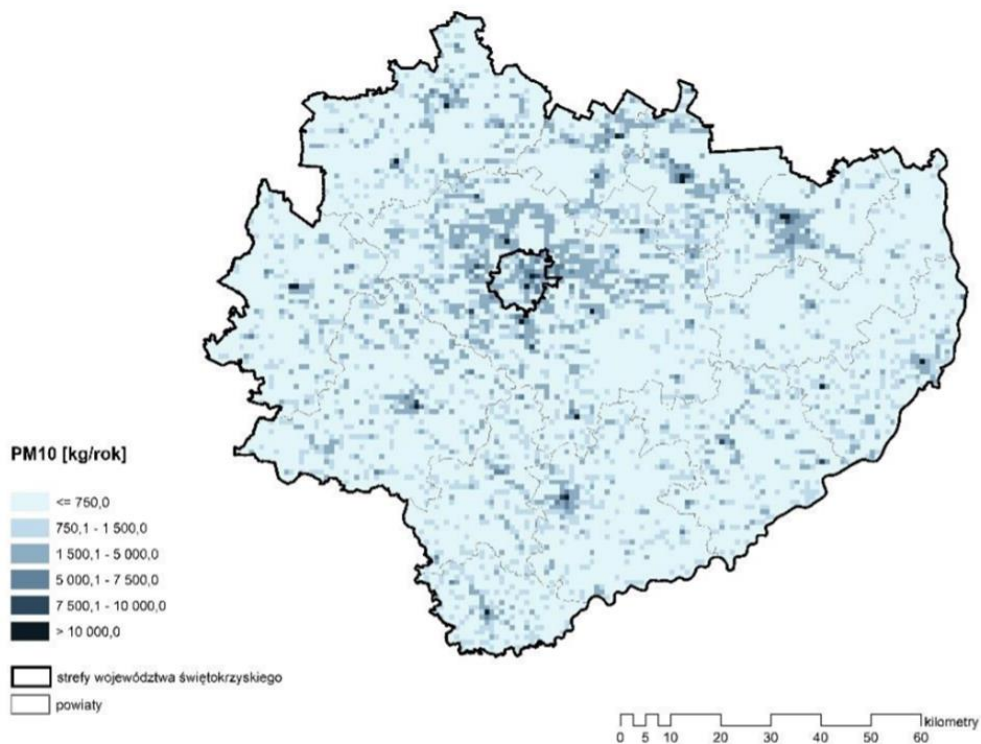 PM10 [kg/rok]
<= 750,0
750,1 - 1 500,0
1 500,1 - 5 000,0
5 000,1 - 7 500,0
7 500,1 - 10 000,0
> 10 000,0
strefy województwa świętokrzyskiego
powiaty
kilometry
0 5 10 20 30 40 50 60